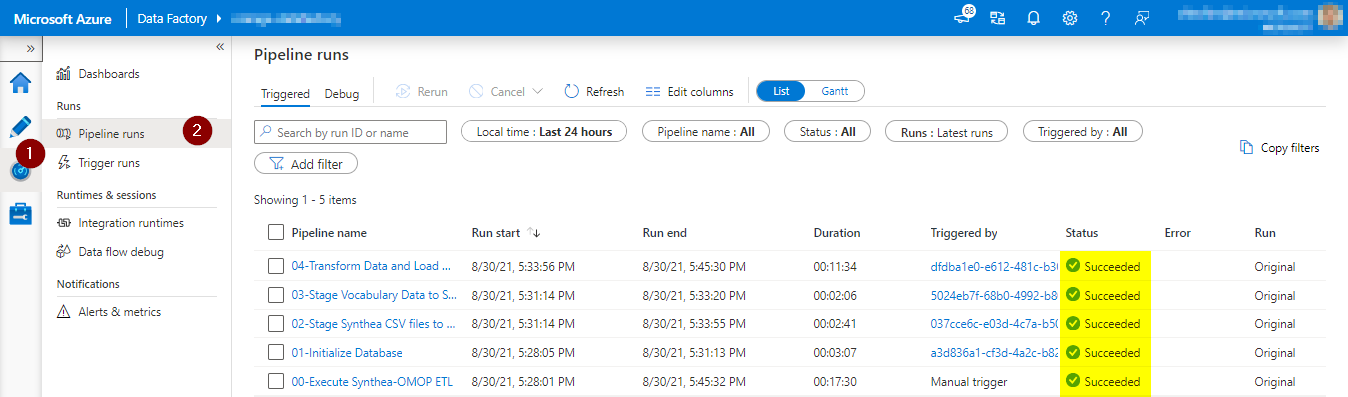 Microsoft Azure Data Factory 68
»
«
Dashboards
Runs
Pipeline runs 2
1
Trigger runs
Runtimes & sessions
Integration runtimes
Data flow debug
Notifications
Alerts & metrics
Pipeline runs
Triggered Debug Rerun Cancel Refresh Edit columns List Gantt
Search by run ID or name Local time : Last 24 hours Pipeline name : All Status : All Runs : Latest runs Triggered by : All
Copy filters
Add filter
Showing 1 - 5 items
Pipeline name Run start Run end Duration Triggered by Status Error Run
04-Transform Data and Load ... 8/30/21, 5:33:56 PM 8/30/21, 5:45:30 PM 00:11:34 dfdba1e0-e612-481c-b3 Succeeded Original
03-Stage Vocabulary Data to S... 8/30/21, 5:31:14 PM 8/30/21, 5:33:20 PM 00:02:06 5024eb7f-68b0-4992-b8 Succeeded Original
02-Stage Synthea CSV files to ... 8/30/21, 5:31:14 PM 8/30/21, 5:33:55 PM 00:02:41 037cce6c-e03d-4c7a-b50 Succeeded Original
01-Initialize Database 8/30/21, 5:28:05 PM 8/30/21, 5:31:13 PM 00:03:07 a3d836a1-cf3d-4a2c-b82 Succeeded Original
00-Execute Synthea-OMOP ETL 8/30/21, 5:28:01 PM 8/30/21, 5:45:32 PM 00:17:30 Manual trigger Succeeded Original